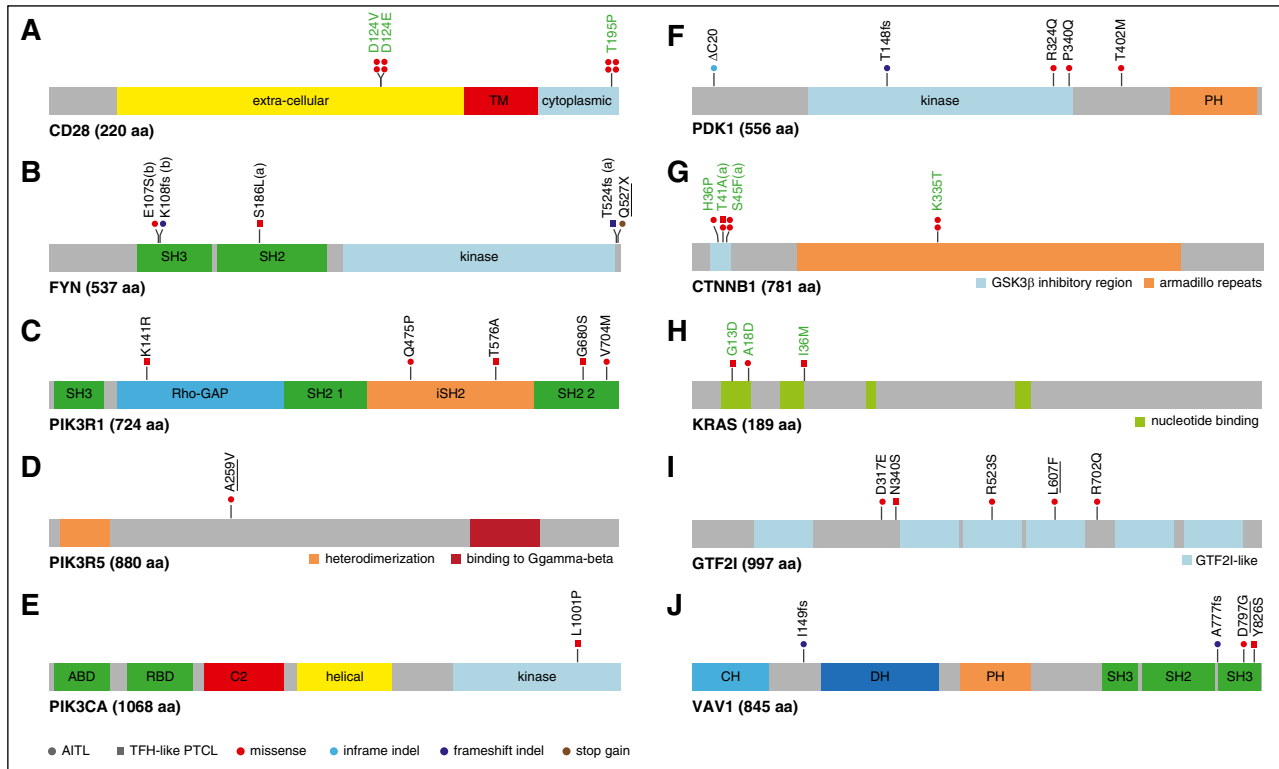 A
D124V
D124E
T195P
extra-cellular
TM
cytoplasmic
CD28 (220 aa)
B
E107S(b)
K108fs (b)
S186L(a)
T524fs (a)
Q527X
SH3
SH2
kinase
FYN (537 aa)
C
K141R
Q475P
T576A
G680S
V704M
SH3
Rho-GAP
SH2 1
iSH2
SH2 2
PIK3R1 (724 aa)
D
A259V
PIK3R5 (880 aa)
heterodimerization
binding to Ggamma-beta
E
L1001P
ABD
RBD
C2
helical
kinase
PIK3CA (1068 aa)
AITL
TFH-like PTCL
missense
inframe indel
frameshift indel
stop gain
F
ΔC20
T148fs
R324Q
P340Q
T402M
kinase
PH
PDK1 (556 aa)
G
H36P
T41A(a)
S45F(a)
K335T
CTNNB1 (781 aa)
GSK3β inhibitory region
armadillo repeats
H
G13D
A18D
I36M
KRAS (189 aa)
nucleotide binding
I
D317E
N340S
R523S
L607F
R702Q
GTF2I (997 aa)
GTF2I-like
J
I149fs
A777fs
D797G
Y826S
CH
DH
PH
SH3
SH2
SH3
VAV1 (845 aa)